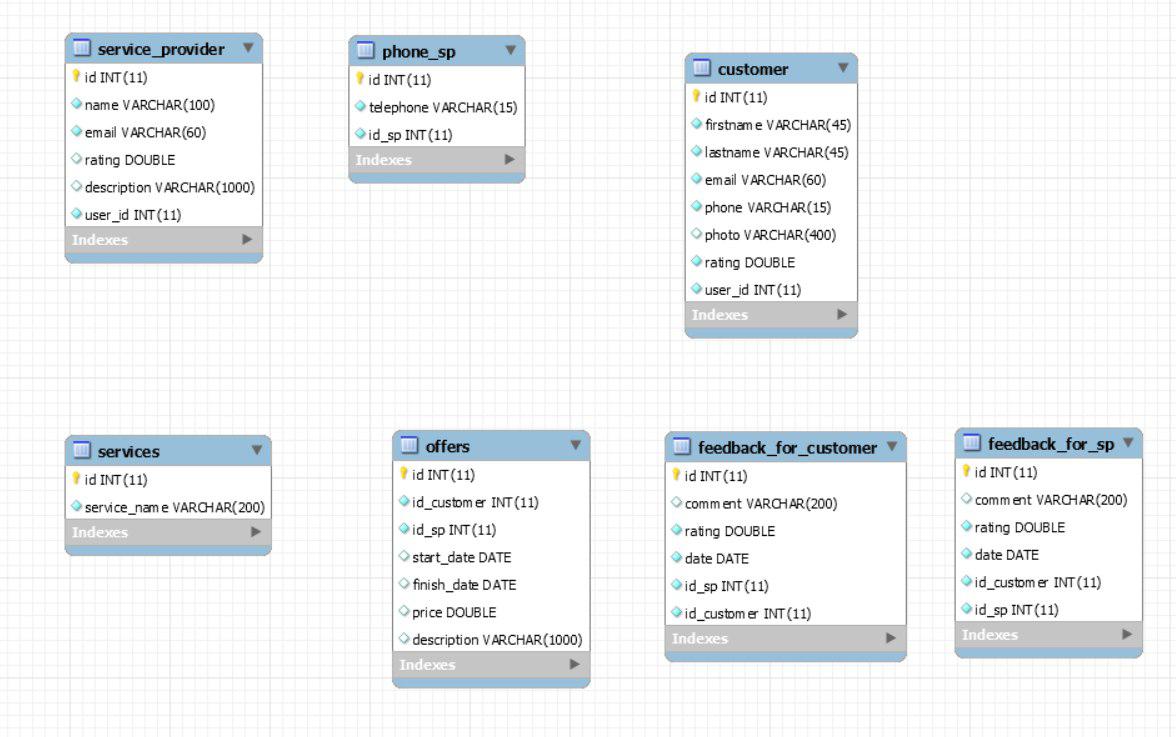 service_provider
id INT(11)
name VARCHAR(100)
email VARCHAR(60)
rating DOUBLE
description VARCHAR(1000)
user_id INT(11)
Indexes
phone_sp
id INT(11)
telephone VARCHAR(15)
id_sp INT(11)
Indexes
customer
id INT(11)
firstname VARCHAR(45)
lastname VARCHAR(45)
email VARCHAR(60)
phone VARCHAR(15)
photo VARCHAR(400)
rating DOUBLE
user_id INT(11)
Indexes
services
id INT(11)
service_name VARCHAR(200)
Indexes
offers
id INT(11)
id_customer INT(11)
id_sp INT(11)
start_date DATE
finish_date DATE
price DOUBLE
description VARCHAR(1000)
Indexes
feedback_for_customer
id INT(11)
comment VARCHAR(200)
rating DOUBLE
date DATE
id_sp INT(11)
id_customer INT(11)
Indexes
feedback_for_sp
id INT(11)
comment VARCHAR(200)
rating DOUBLE
date DATE
id_customer INT(11)
id_sp INT(11)
Indexes